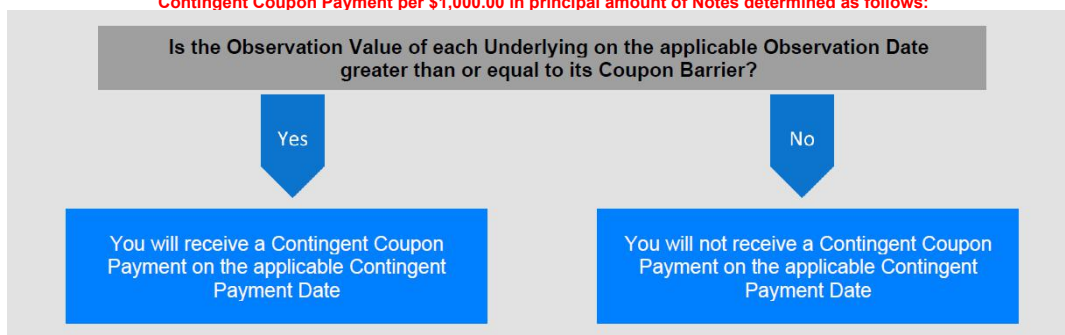 Contingent Coupon Payment per $1,000.00 in principal amount of Notes determined as follows:
Is the Observation Value of each Underlying on the applicable Observation Date
greater than or equal to its Coupon Barrier?
Yes
No
You will receive a Contingent Coupon
Payment on the applicable Contingent
Payment Date
You will not receive a Contingent Coupon
Payment on the applicable Contingent
Payment Date